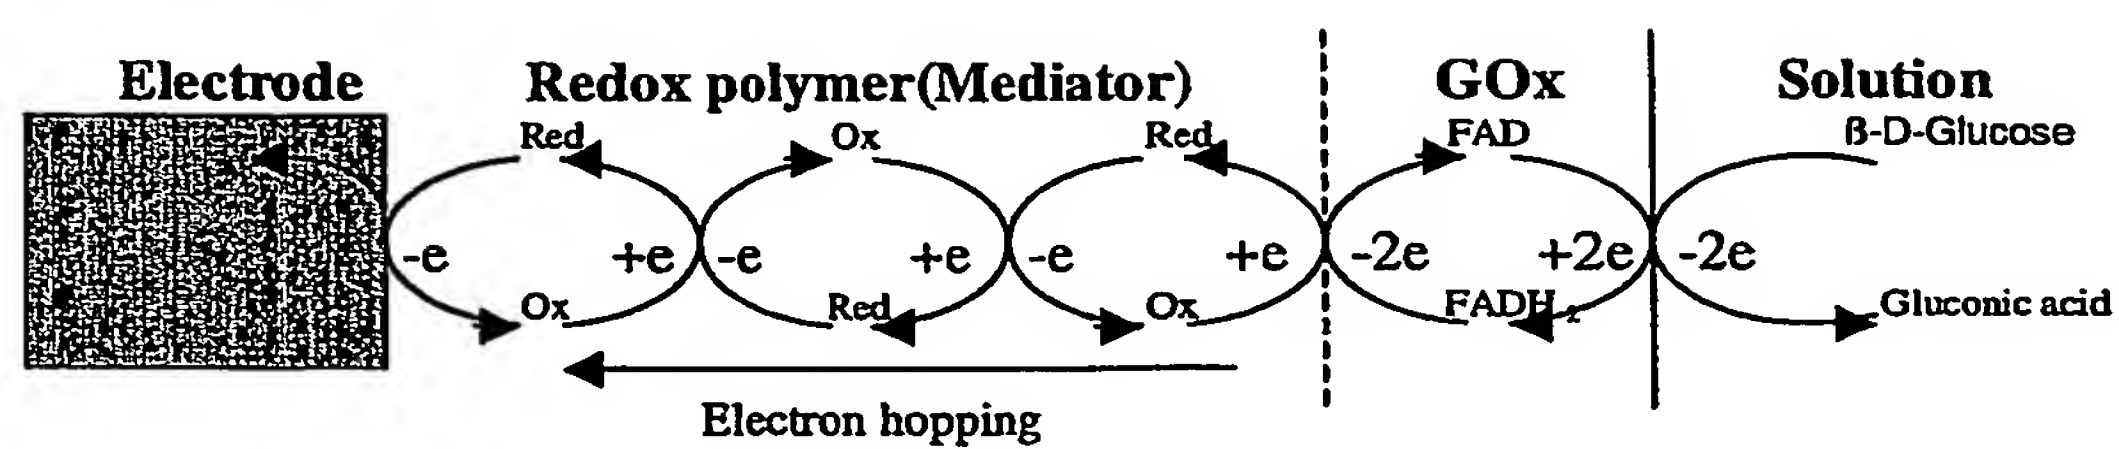 Electrode Redox polymer(Mediator) GOx Solution
Red Ox Red FAD ß-D-Glucose
-e +e -e +e -e +e -2e +2e -2e
Ox Red Ox FADH2 Gluconic acid
Electron hopping